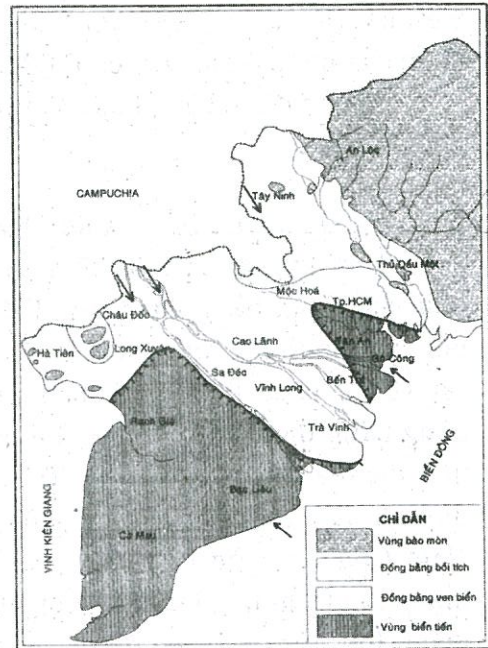 An Lộc
CAMPUCHIA
Tây Ninh
Thủ Dầu Một
Mộc Hoá
Tp.HCM
Châu Đốc
Cao Lãnh
Tân An
Gò Công
Hà Tiên
Long Xuyên
Sa Đéc
Vĩnh Long
Bến Tre
Trà Vinh
Rạch Giá
BIỂN ĐÔNG
Bạc Liêu
VỊNH KIÊN GIANG
Cà Mau
CHỈ DẪN
Vùng bào mòn
Đồng bằng bồi tích
Đồng bằng ven biển
Vùng biển tiến